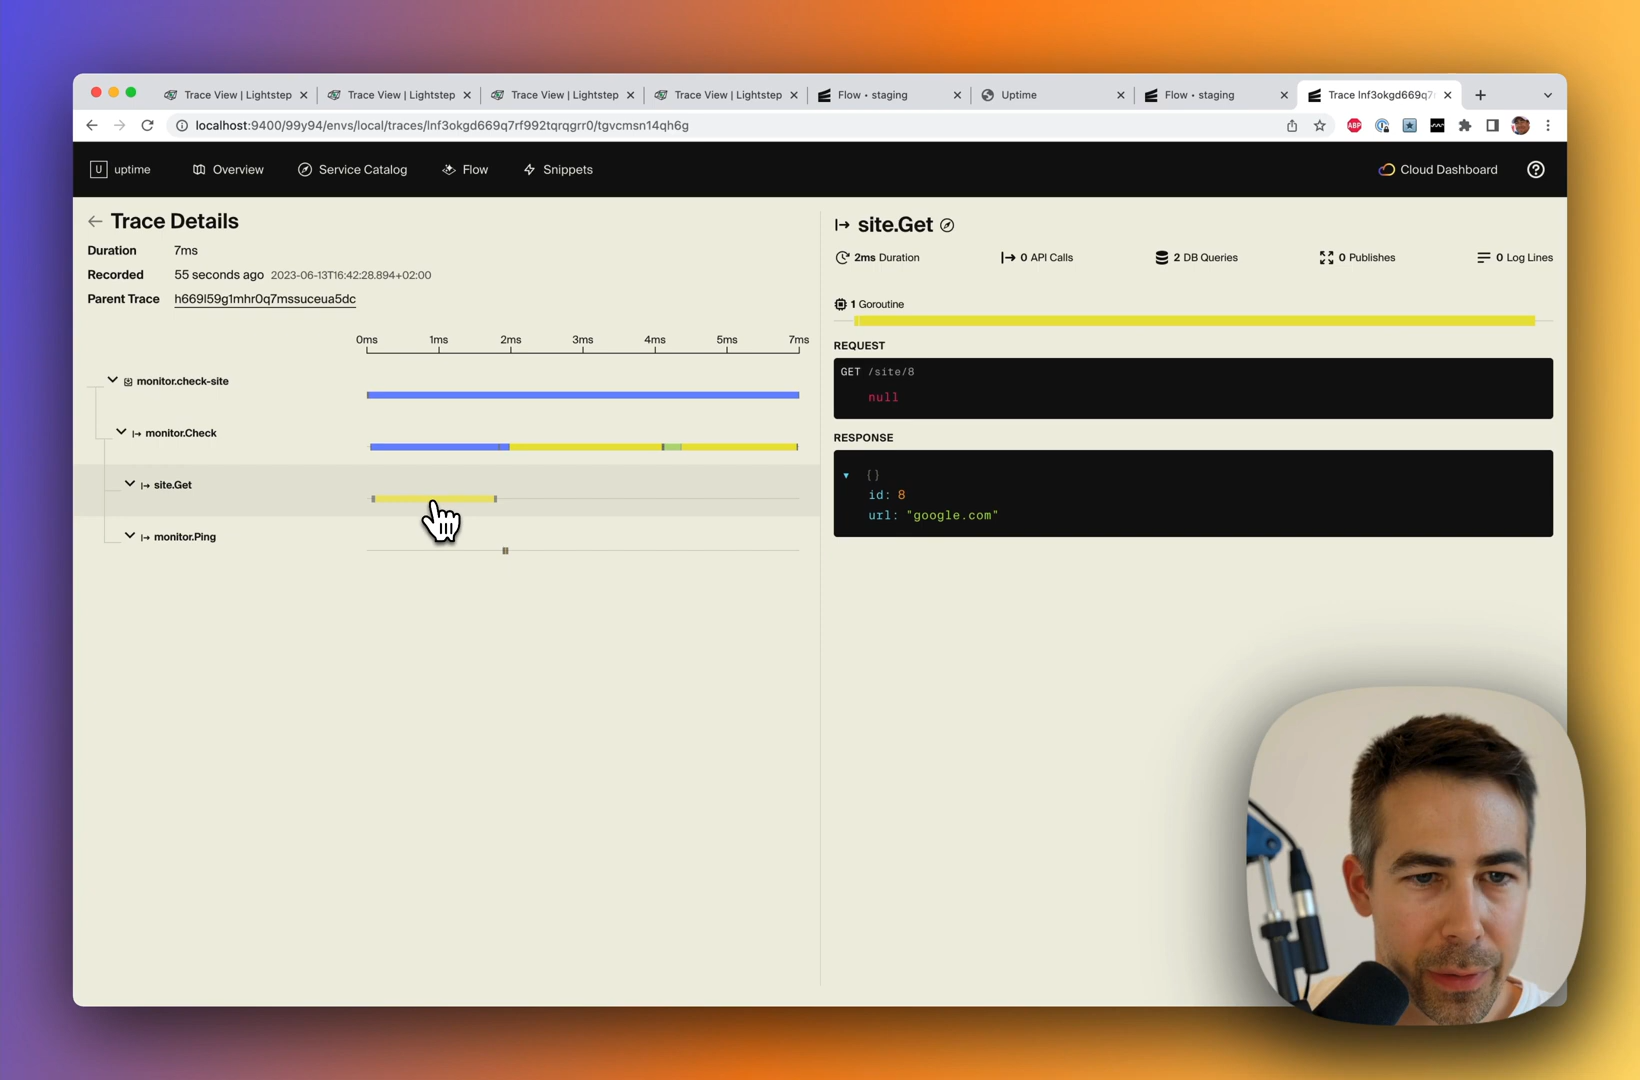 Trace View | Lightstep
Trace View | Lightstep
Trace View | Lightstep
Trace View | Lightstep
Flow • staging
Uptime
Flow • staging
Trace lnf3okgd669q7r
localhost:9400/99y94/envs/local/traces/lnf3okgd669q7rf992tqrqgrr0/tgvcmsn14qh6g
ABP
U uptime
Overview
Service Catalog
Flow
Snippets
Cloud Dashboard
Trace Details
Duration 7ms
Recorded 55 seconds ago 2023-06-13T16:42:28.894+02:00
Parent Trace h669l59g1mhr0q7mssuceua5dc
0ms 1ms 2ms 3ms 4ms 5ms 7ms
monitor.check-site
monitor.Check
site.Get
monitor.Ping
site.Get
2ms Duration
0 API Calls
2 DB Queries
0 Publishes
0 Log Lines
1 Goroutine
REQUEST
GET /site/8
null
RESPONSE
{}
id: 8
url: "google.com"